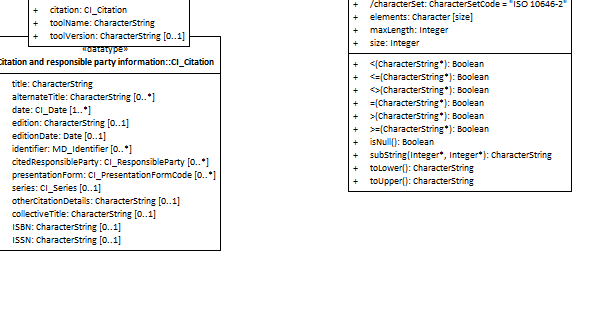 + citation: CI_Citation
+ toolName: CharacterString
+ toolVersion: CharacterString [0..1]
«datatype»
Citation and responsible party information::CI_Citation
title: CharacterString
alternateTitle: CharacterString [0..*]
date: CI_Date [1..*]
edition: CharacterString [0..1]
editionDate: Date [0..1]
identifier: MD_Identifier [0..*]
citedResponsibleParty: CI_ResponsibleParty [0..*]
presentationForm: CI_PresentationFormCode [0..*]
series: CI_Series [0..1]
otherCitationDetails: CharacterString [0..1]
collectiveTitle: CharacterString [0..1]
ISBN: CharacterString [0..1]
ISSN: CharacterString [0..1]
+ /characterSet: CharacterSetCode = "ISO 10646-2"
+ elements: Character [size]
+ maxLength: Integer
+ size: Integer
+ <(CharacterString*): Boolean
+ <=(CharacterString*): Boolean
+ <>(CharacterString*): Boolean
+ =(CharacterString*): Boolean
+ >(CharacterString*): Boolean
+ >=(CharacterString*): Boolean
+ isNull(): Boolean
+ subString(Integer*, Integer*): CharacterString
+ toLower(): CharacterString
+ toUpper(): CharacterString